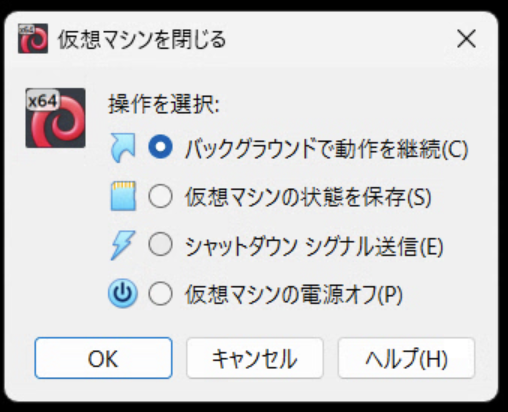 x64
仮想マシンを閉じる
x64
操作を選択:
バックグラウンドで動作を継続(C)
仮想マシンの状態を保存(S)
シャットダウン シグナル送信(E)
仮想マシンの電源オフ(P)
OK
キャンセル
ヘルプ(H)